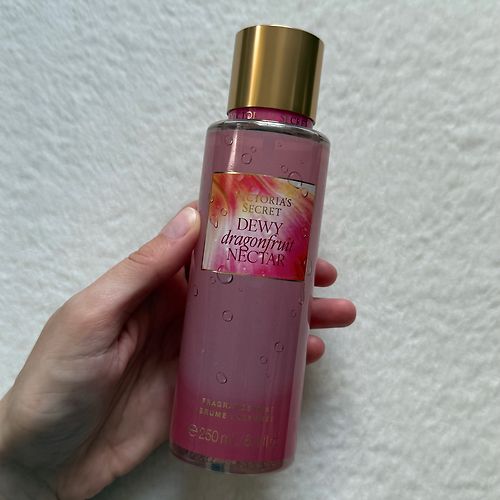 VICTORIA'S
SECRET
DEWY
dragonfruit
NECTAR
FRAGRANCE MIST
BRUME PARFUMÉE
℮ 250 mL